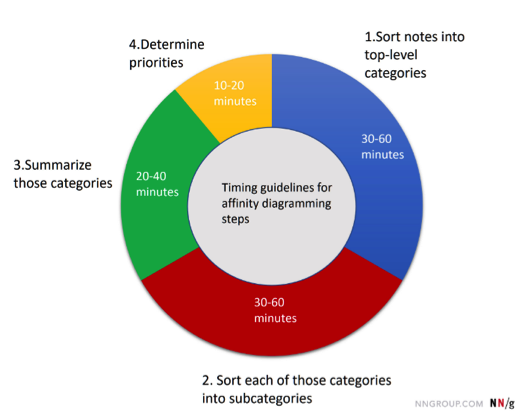 1.Sort notes into
top-level
categories
30-60
minutes
2. Sort each of those categories
into subcategories
30-60
minutes
3.Summarize
those categories
20-40
minutes
4.Determine
priorities
10-20
minutes
Timing guidelines for
affinity diagramming
steps
NNGROUP.COM NN/g